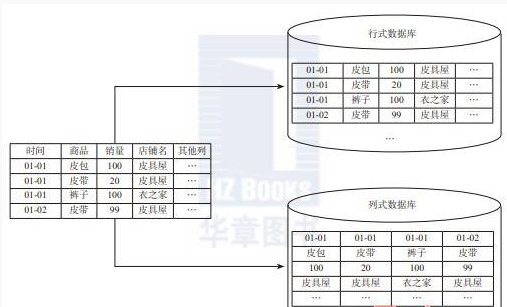 行式数据库
01-01 皮包 100 皮具屋 …
01-01 皮带 20 皮具屋 …
01-01 裤子 100 衣之家 …
01-02 皮带 99 皮具屋 …
…
时间 商品 销量 店铺名 其他列
01-01 皮包 100 皮具屋 …
01-01 皮带 20 皮具屋 …
01-01 裤子 100 衣之家 …
01-02 皮带 99 皮具屋 …
HZ BOOKS
华章图书
列式数据库
01-01 01-01 01-01 01-02
皮包 皮带 裤子 皮带
100 20 100 99
皮具屋 皮具屋 衣之家 皮具屋
… … … …